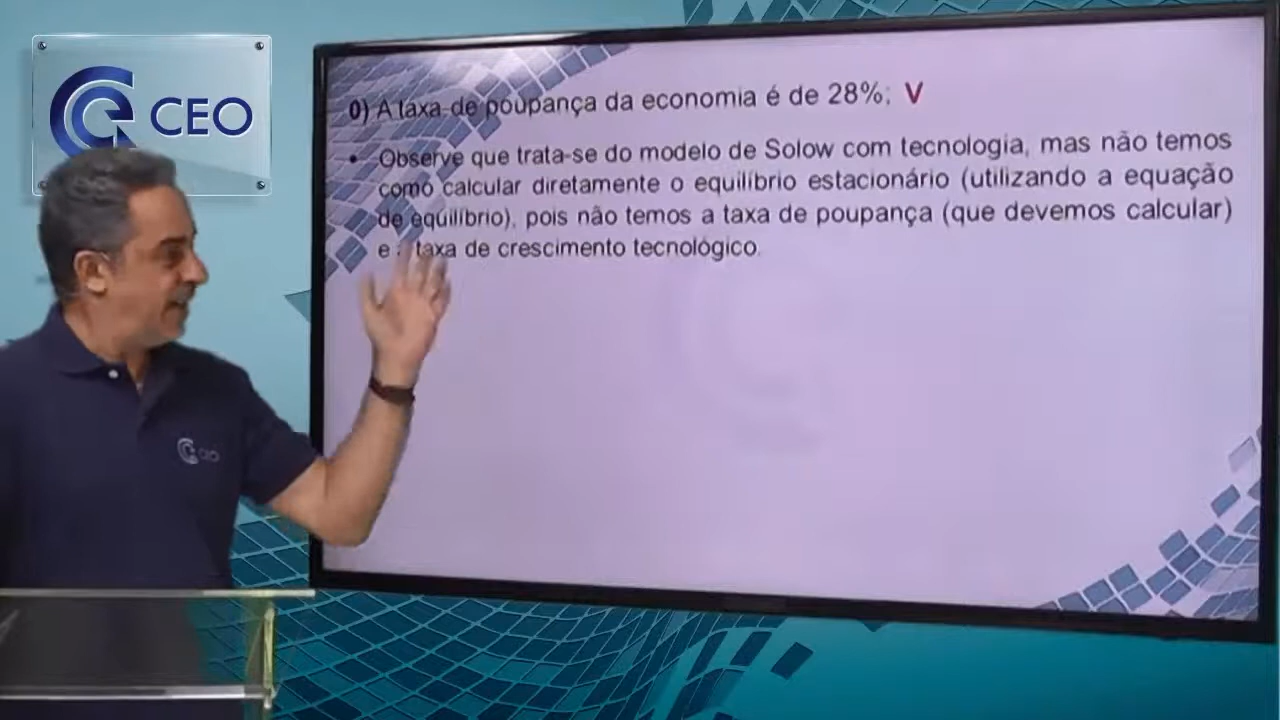 CEO
0) A taxa de poupança da economia é de 28%; V
• Observe que trata-se do modelo de Solow com tecnologia, mas não temos
como calcular diretamente o equilíbrio estacionário (utilizando a equação
de equilíbrio), pois não temos a taxa de poupança (que devemos calcular)
e taxa de crescimento tecnológico.
CEO